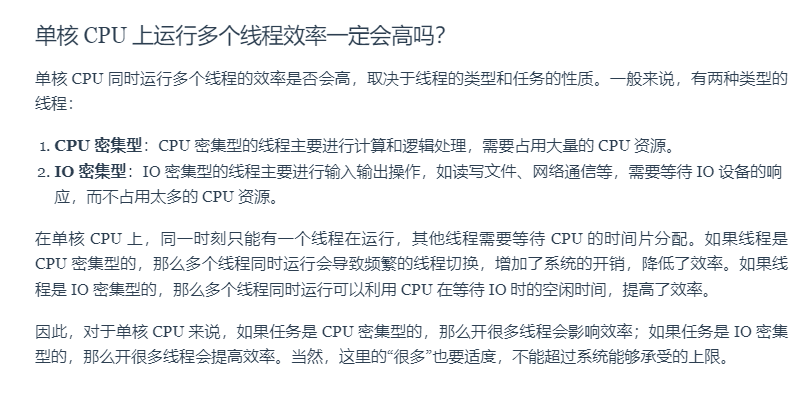 单核 CPU 上运行多个线程效率一定会高吗？
单核 CPU 同时运行多个线程的效率是否会高，取决于线程的类型和任务的性质。一般来说，有两种类型的
线程：
1. CPU 密集型：CPU 密集型的线程主要进行计算和逻辑处理，需要占用大量的 CPU 资源。
2. IO 密集型：IO 密集型的线程主要进行输入输出操作，如读写文件、网络通信等，需要等待 IO 设备的响
应，而不占用太多的 CPU 资源。
在单核 CPU 上，同一时刻只能有一个线程在运行，其他线程需要等待 CPU 的时间片分配。如果线程是
CPU 密集型的，那么多个线程同时运行会导致频繁的线程切换，增加了系统的开销，降低了效率。如果线
程是 IO 密集型的，那么多个线程同时运行可以利用 CPU 在等待 IO 时的空闲时间，提高了效率。
因此，对于单核 CPU 来说，如果任务是 CPU 密集型的，那么开很多线程会影响效率；如果任务是 IO 密集
型的，那么开很多线程会提高效率。当然，这里的“很多”也要适度，不能超过系统能够承受的上限。